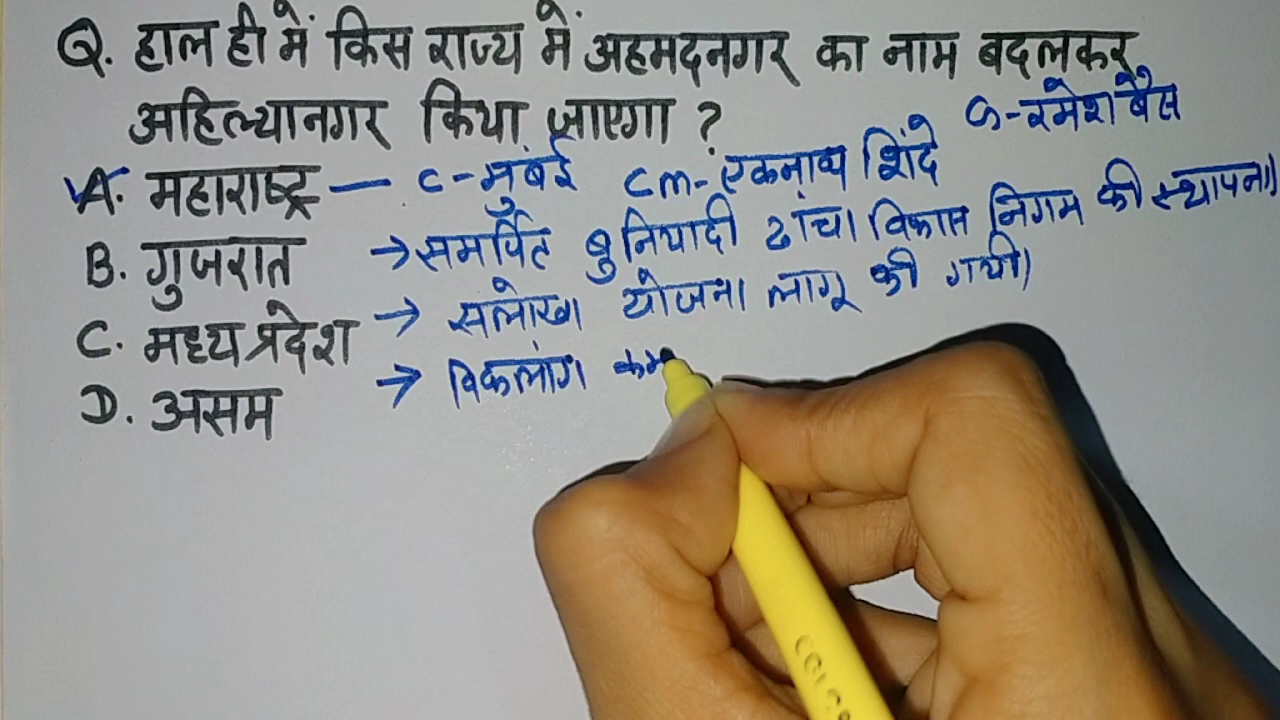 Q. हाल ही में किस राज्य में अहमदनगर का नाम बदलकर
अहिल्यानगर किया जाएगा ?
G-रमेश बैस
A. महाराष्ट्र — C-मुंबई CM-एकनाथ शिंदे
→ समर्पित बुनियादी ढांचा विकास निगम की स्थापना।
B. गुजरात
→ सलोखा योजना लागू की गयी।
C. मध्यप्रदेश
→ विकलांग
D. असम
COLOR